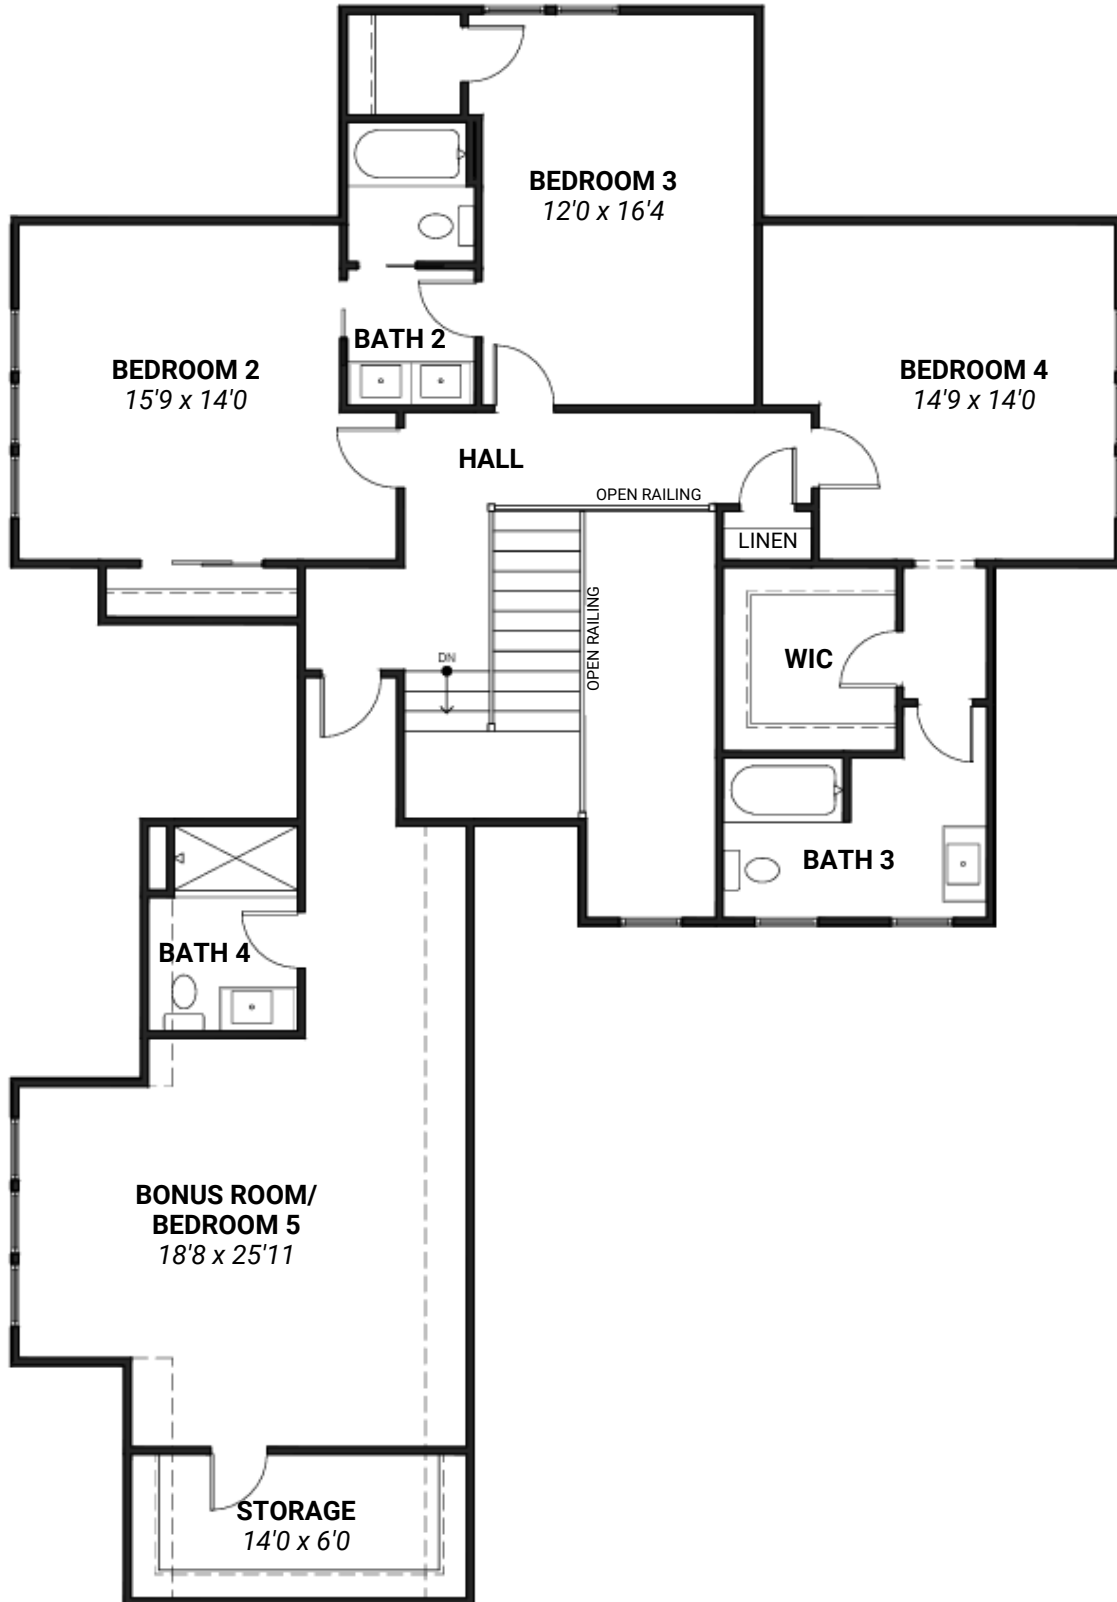 BEDROOM 3
12'0 x 16'4
BATH 2
BEDROOM 2
15'9 x 14'0
BEDROOM 4
14'9 x 14'0
HALL
OPEN RAILING
LINEN
OPEN RAILING
DN
WIC
BATH 3
BATH 4
BONUS ROOM/
BEDROOM 5
18'8 x 25'11
STORAGE
14'0 x 6'0